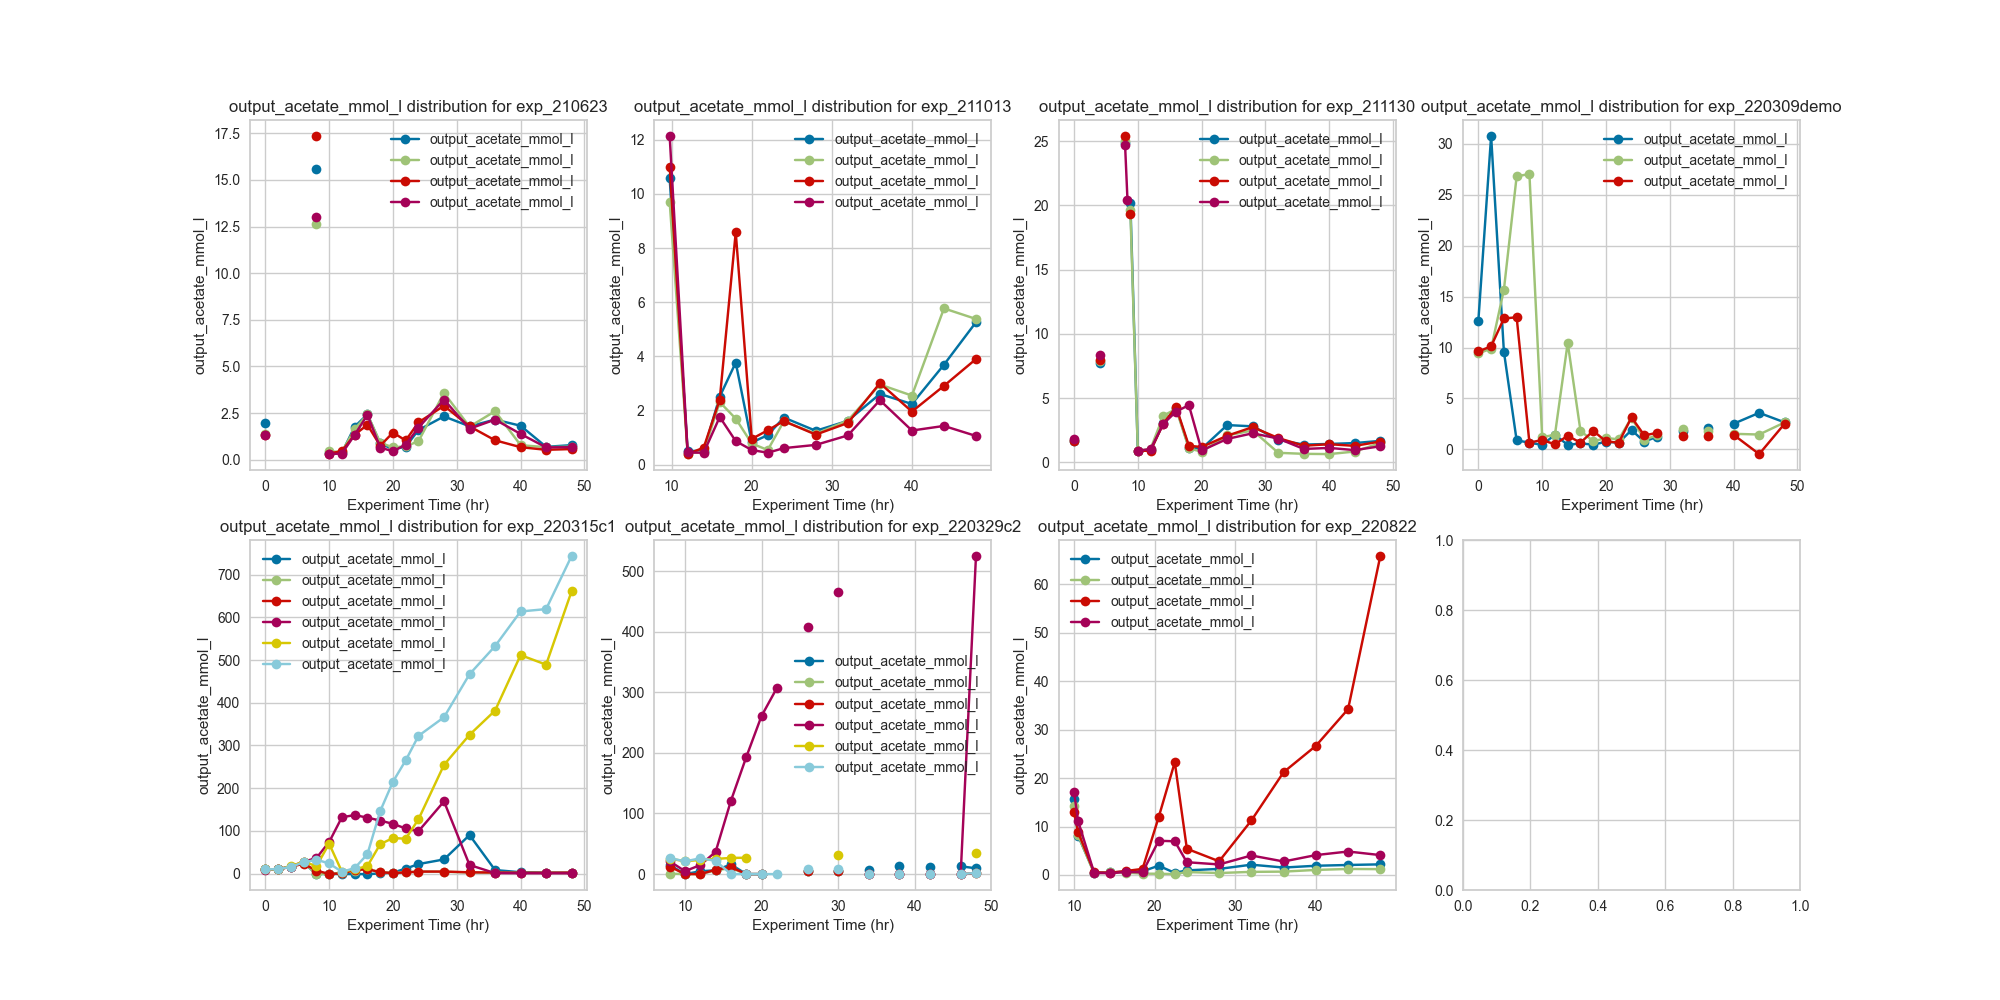 output_acetate_mmol_l distribution for exp_210623
17.5
15.0
12.5
10.0
7.5
5.0
2.5
0.0
output_acetate_mmol_l
output_acetate_mmol_l
output_acetate_mmol_l
output_acetate_mmol_l
output_acetate_mmol_l
0 10 20 30 40 50
Experiment Time (hr)
output_acetate_mmol_l distribution for exp_211013
12
10
8
6
4
2
0
output_acetate_mmol_l
output_acetate_mmol_l
output_acetate_mmol_l
output_acetate_mmol_l
output_acetate_mmol_l
10 20 30 40
Experiment Time (hr)
output_acetate_mmol_l distribution for exp_211130
25
20
15
10
5
0
output_acetate_mmol_l
output_acetate_mmol_l
output_acetate_mmol_l
output_acetate_mmol_l
output_acetate_mmol_l
0 10 20 30 40 50
Experiment Time (hr)
output_acetate_mmol_l distribution for exp_220309demo
30
25
20
15
10
5
0
output_acetate_mmol_l
output_acetate_mmol_l
output_acetate_mmol_l
output_acetate_mmol_l
0 10 20 30 40 50
Experiment Time (hr)
output_acetate_mmol_l distribution for exp_220315c1
700
600
500
400
300
200
100
0
output_acetate_mmol_l
output_acetate_mmol_l
output_acetate_mmol_l
output_acetate_mmol_l
output_acetate_mmol_l
output_acetate_mmol_l
output_acetate_mmol_l
0 10 20 30 40 50
Experiment Time (hr)
output_acetate_mmol_l distribution for exp_220329c2
500
400
300
200
100
0
output_acetate_mmol_l
output_acetate_mmol_l
output_acetate_mmol_l
output_acetate_mmol_l
output_acetate_mmol_l
output_acetate_mmol_l
output_acetate_mmol_l
10 20 30 40 50
Experiment Time (hr)
output_acetate_mmol_l distribution for exp_220822
60
50
40
30
20
10
0
output_acetate_mmol_l
output_acetate_mmol_l
output_acetate_mmol_l
output_acetate_mmol_l
output_acetate_mmol_l
10 20 30 40
Experiment Time (hr)
1.0
0.8
0.6
0.4
0.2
0.0
0.0 0.2 0.4 0.6 0.8 1.0